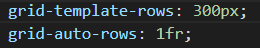 grid-template-rows: 300px;
grid-auto-rows: 1fr;